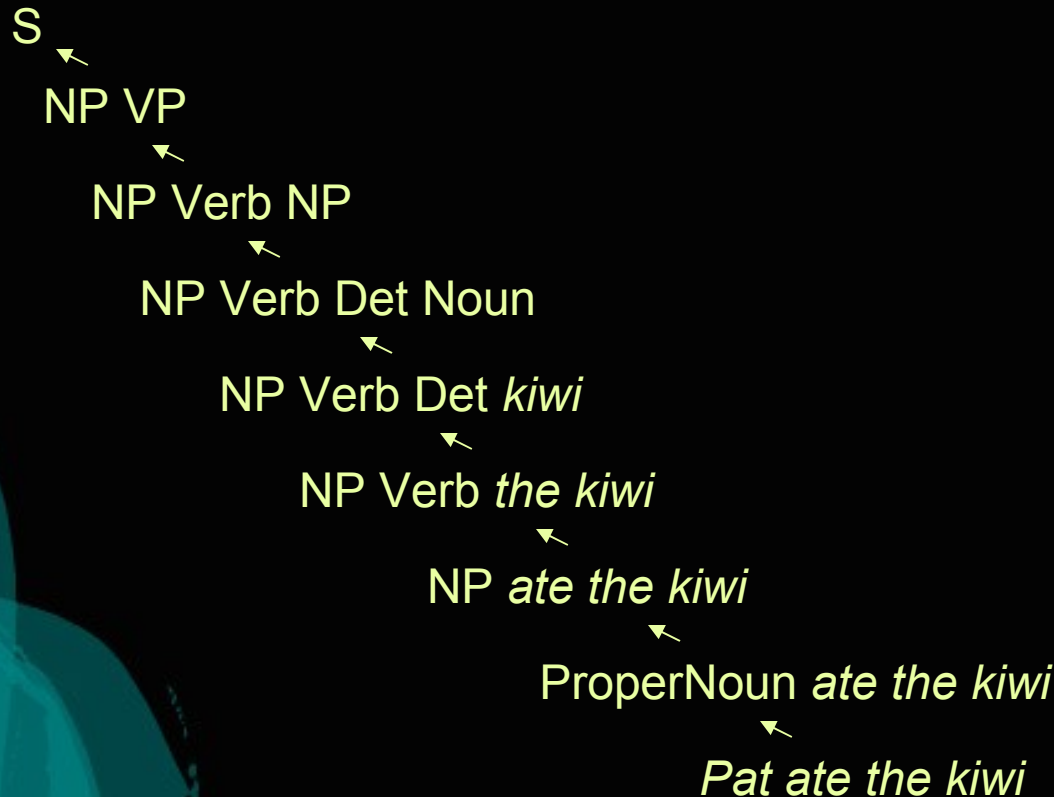 S
NP VP
NP Verb NP
NP Verb Det Noun
NP Verb Det kiwi
NP Verb the kiwi
NP ate the kiwi
ProperNoun ate the kiwi
Pat ate the kiwi